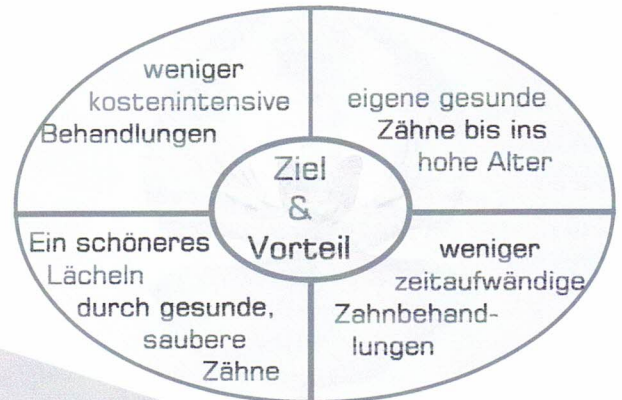 weniger
kostenintensive
Behandlungen
eigene gesunde
Zähne bis ins
hohe Alter
Ziel
&
Vorteil
Ein schöneres
Lächeln
durch gesunde,
saubere
Zähne
weniger
zeitaufwändige
Zahnbehand-
lungen